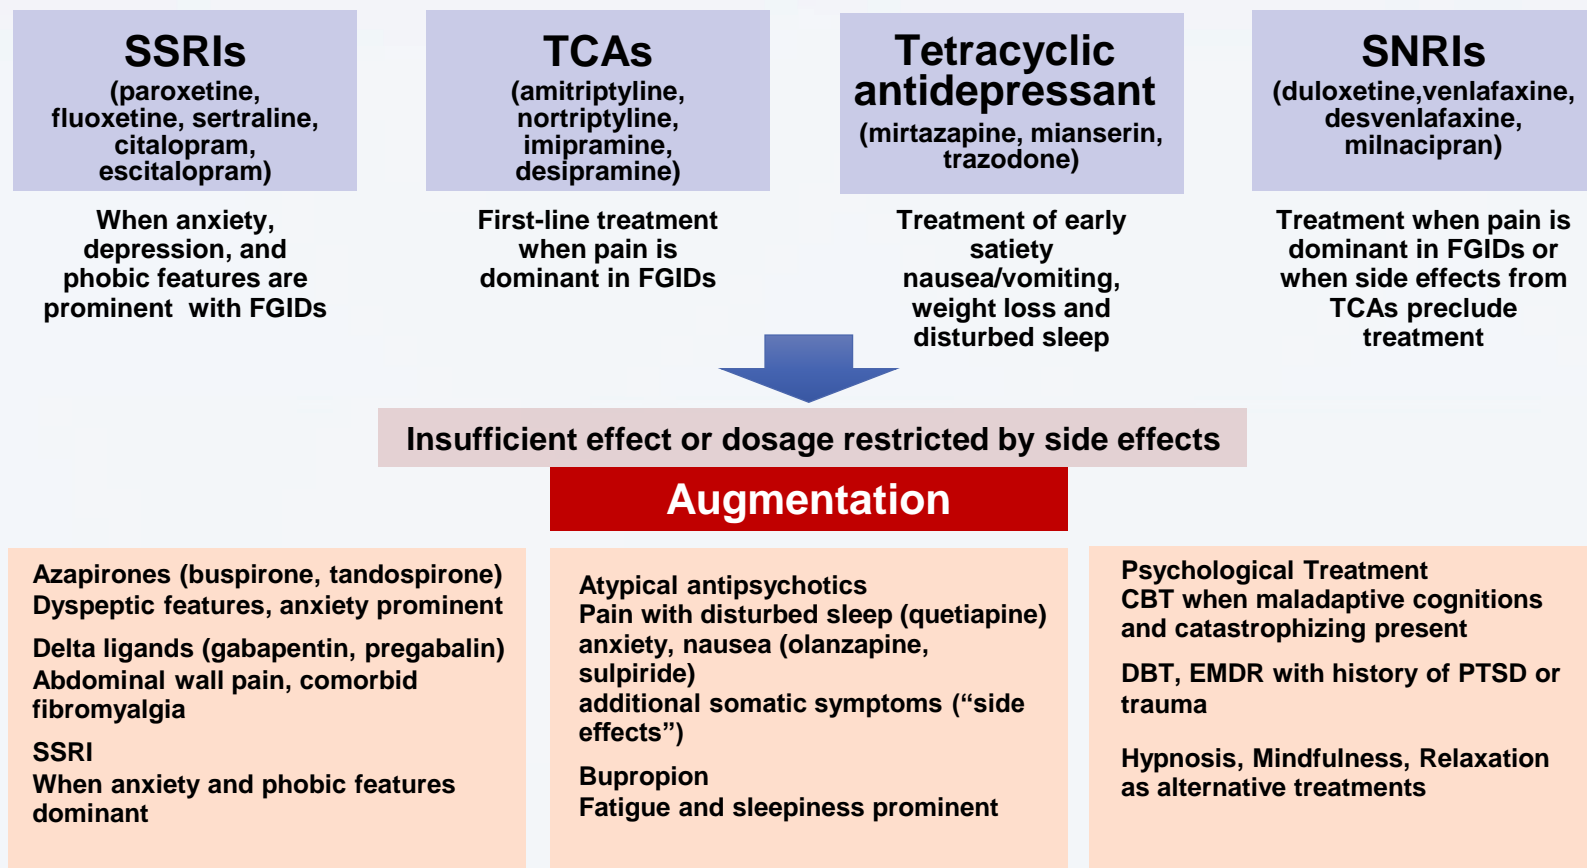 SSRIs
(paroxetine,
fluoxetine, sertraline,
citalopram,
escitalopram)
When anxiety,
depression, and
phobic features are
prominent  with FGIDs
TCAs
(amitriptyline,
nortriptyline,
imipramine,
desipramine)
First-line treatment
when pain is
dominant in FGIDs
Tetracyclic
antidepressant
(mirtazapine, mianserin,
trazodone)
Treatment of early
satiety
nausea/vomiting,
weight loss and
disturbed sleep
SNRIs
(duloxetine,venlafaxine,
desvenlafaxine,
milnacipran)
Treatment when pain is
dominant in FGIDs or
when side effects from
TCAs preclude
treatment
Insufficient effect or dosage restricted by side effects
Augmentation
Azapirones (buspirone, tandospirone)
Dyspeptic features, anxiety prominent
Delta ligands (gabapentin, pregabalin)
Abdominal wall pain, comorbid
fibromyalgia
SSRI
When anxiety and phobic features
dominant
Atypical antipsychotics
Pain with disturbed sleep (quetiapine)
anxiety, nausea (olanzapine,
sulpiride)
additional somatic symptoms (“side
effects”)
Bupropion
Fatigue and sleepiness prominent
Psychological Treatment
CBT when maladaptive cognitions
and catastrophizing present
DBT, EMDR with history of PTSD or
trauma
Hypnosis, Mindfulness, Relaxation
as alternative treatments